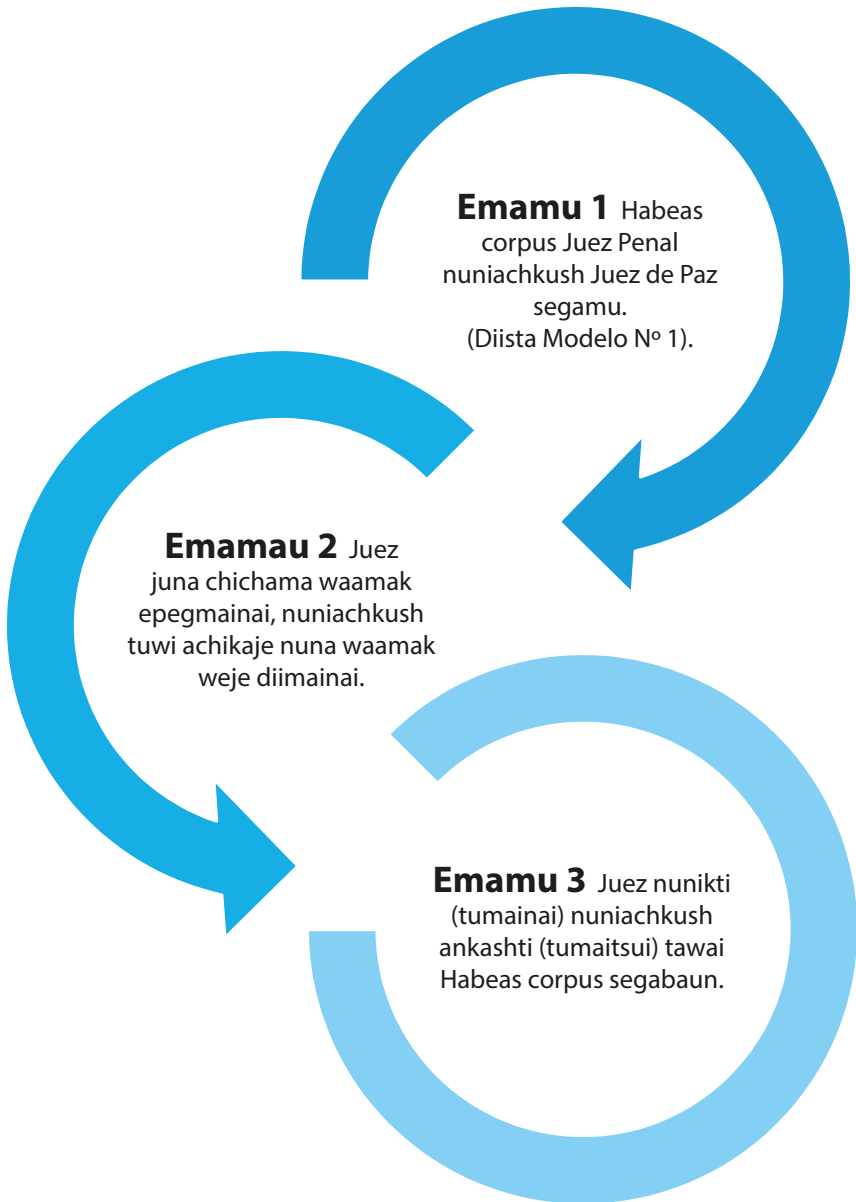 Emamu 1 Habeas
corpus Juez Penal
nuniachkush Juez de Paz
segamu.
(Diista Modelo Nº 1).
Emamau 2 Juez
juna chichama waamak
epegmainai, nuniachkush
tuwi achikaje nuna waamak
weje diimainai.
Emamu 3 Juez nunikti
(tumainai) nuniachkush
ankashti (tumaitsui) tawai
Habeas corpus segabaun.